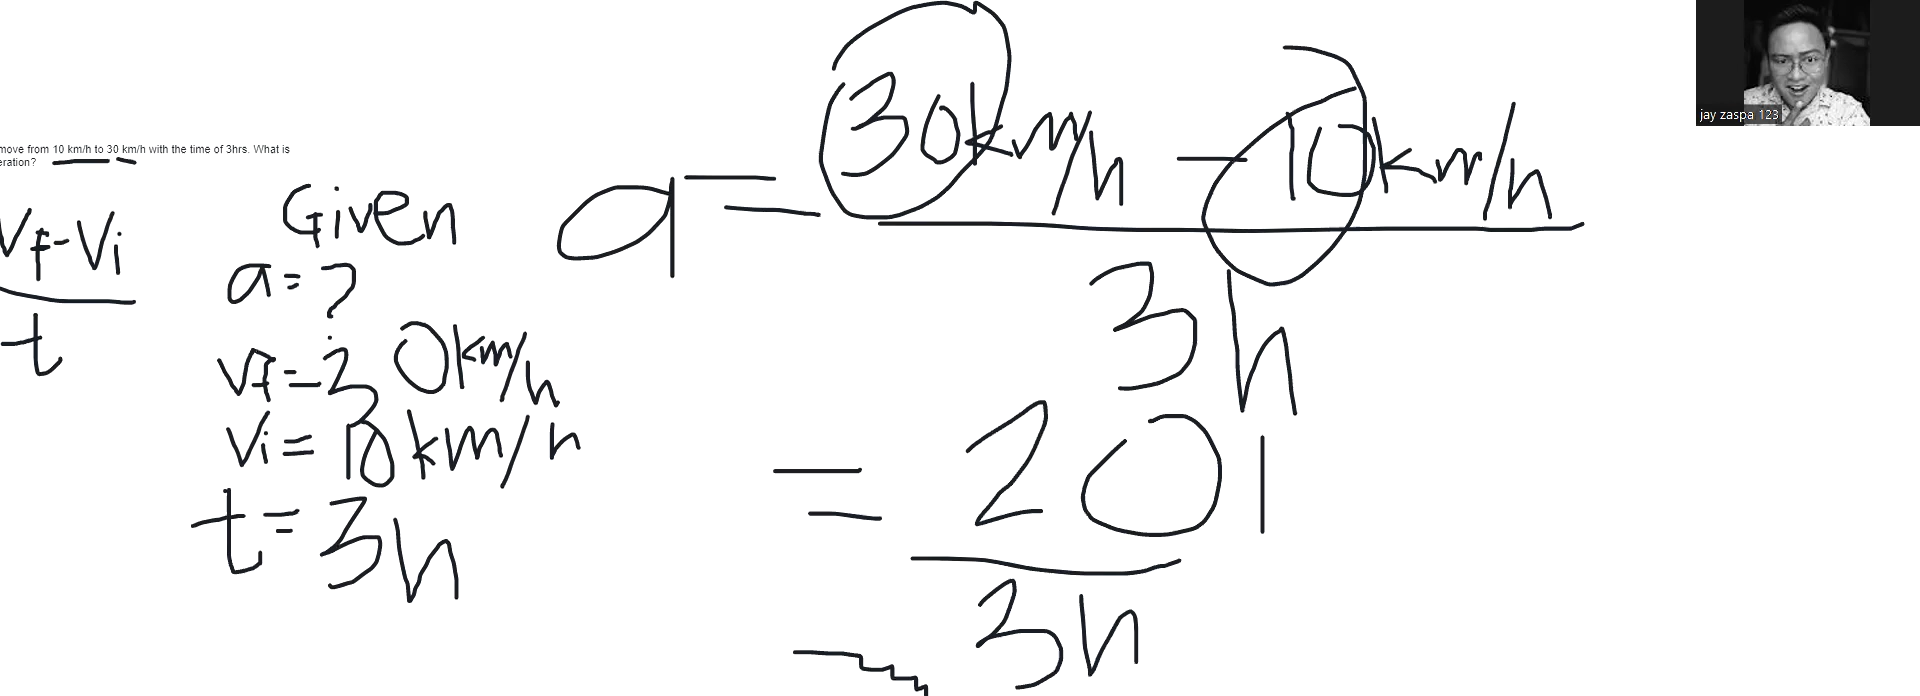 jay zaspa 123
move from 10 km/h to 30 km/h with the time of 3hrs. What is
eration?
Vf-Vi
t
Given
a=?
vf=30km/h
vi=10km/h
t=3h
a=30km/h-10km/h
3h
=20
3h